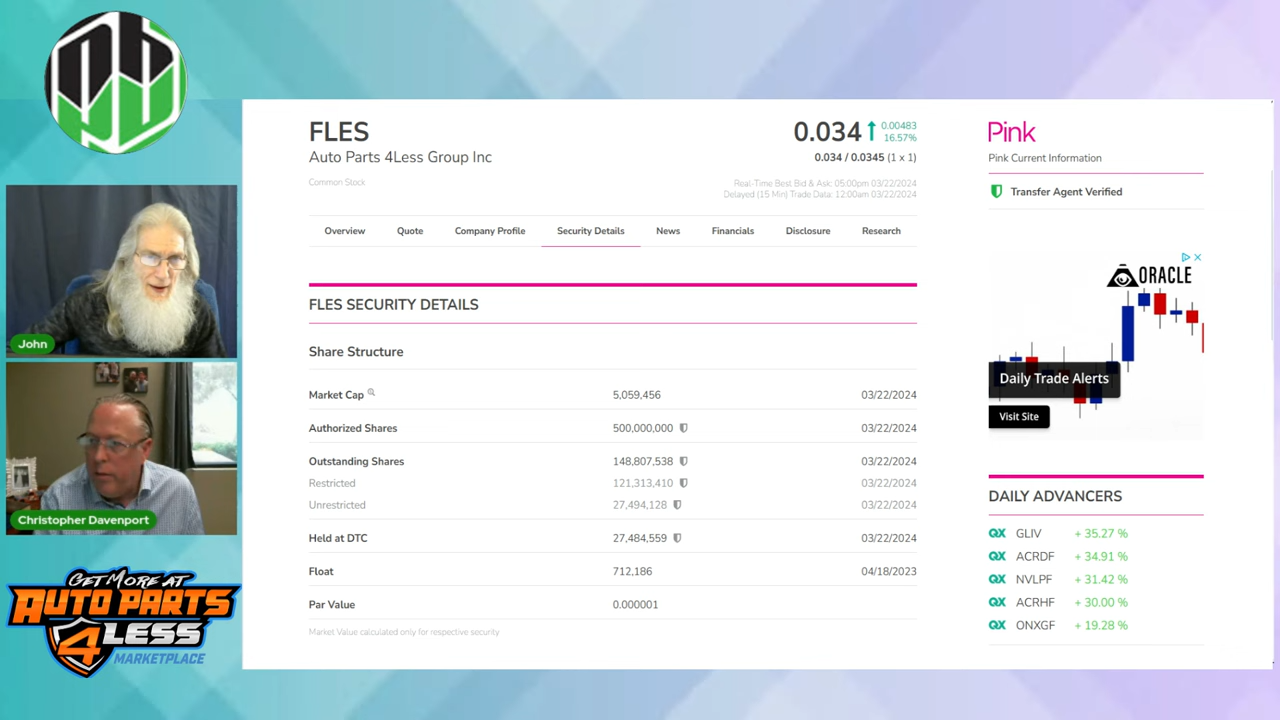 FLES
0.034
0.00483
16.57%
Auto Parts 4Less Group Inc
0.034 / 0.0345 (1 x 1)
Common Stock
Real-Time Best Bid & Ask: 05:00pm 03/22/2024
Delayed (15 Min) Trade Data: 12:00am 03/22/2024
Overview Quote Company Profile Security Details News Financials Disclosure Research
FLES SECURITY DETAILS
Share Structure
Market Cap 5,059,456 03/22/2024
Authorized Shares 500,000,000 03/22/2024
Outstanding Shares 148,807,538 03/22/2024
Restricted 121,313,410 03/22/2024
Unrestricted 27,494,128 03/22/2024
Held at DTC 27,484,559 03/22/2024
Float 712,186 04/18/2023
Par Value 0.000001
Market Value calculated only for respective security
Pink
Pink Current Information
Transfer Agent Verified
ORACLE
Daily Trade Alerts
Visit Site
DAILY ADVANCERS
QX GLIV + 35.27 %
QX ACRDF + 34.91 %
QX NVLPF + 31.42 %
QX ACRHF + 30.00 %
QX ONXGF + 19.28 %
John
Christopher Davenport
GET MORE AT
AUTO PARTS
4LESS
MARKETPLACE